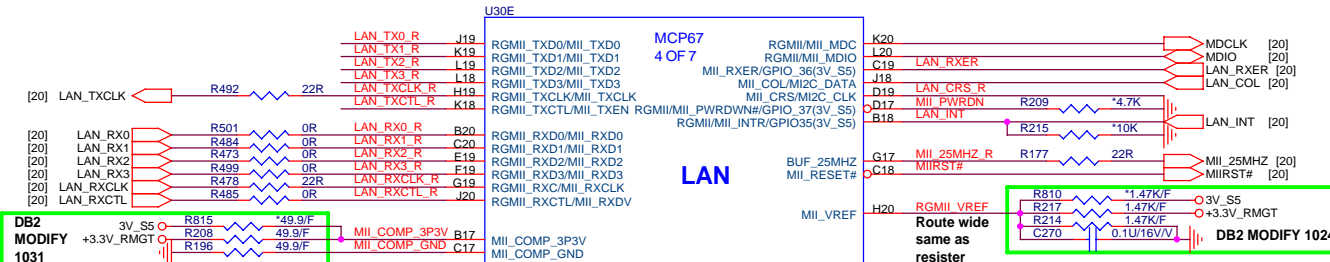 U30E
MCP67
4 OF 7
LAN
LAN_TX0_R J19 RGMII_TXD0/MII_TXD0
LAN_TX1_R K19 RGMII_TXD1/MII_TXD1
LAN_TX2_R L19 RGMII_TXD2/MII_TXD2
LAN_TX3_R L18 RGMII_TXD3/MII_TXD3
[20] LAN_TXCLK R492 22R LAN_TXCLK_R H19 RGMII_TXCLK/MII_TXCLK
LAN_TXCTL_R K18 RGMII_TXCTL/MII_TXEN
[20] LAN_RX0 R501 0R LAN_RX0_R B20 RGMII_RXD0/MII_RXD0
[20] LAN_RX1 R484 0R LAN_RX1_R C20 RGMII_RXD1/MII_RXD1
[20] LAN_RX2 R473 0R LAN_RX2_R E19 RGMII_RXD2/MII_RXD2
[20] LAN_RX3 R499 0R LAN_RX3_R F19 RGMII_RXD3/MII_RXD3
[20] LAN_RXCLK R478 22R LAN_RXCLK_R G19 RGMII_RXC/MII_RXCLK
[20] LAN_RXCTL R485 0R LAN_RXCTL_R J20 RGMII_RXCTL/MII_RXDV
DB2
MODIFY
1031
3V_S5 R815 *49.9/F
+3.3V_RMGT R208 49.9/F MII_COMP_3P3V B17 MII_COMP_3P3V
R196 49.9/F MII_COMP_GND C17 MII_COMP_GND
RGMII/MII_MDC K20 MDCLK [20]
RGMII/MII_MDIO L20 MDIO [20]
MII_RXER/GPIO_36(3V_S5) C19 LAN_RXER LAN_RXER [20]
MII_COL/MI2C_DATA J18 LAN_COL [20]
MII_CRS/MI2C_CLK D19 LAN_CRS_R
RGMII/MII_PWRDWN#/GPIO_37(3V_S5) D17 MII_PWRDN R209 *4.7K
RGMII/MII_INTR/GPIO35(3V_S5) B18 LAN_INT LAN_INT [20]
R215 *10K
BUF_25MHZ G17 MII_25MHZ_R R177 22R MII_25MHZ [20]
MII_RESET# C18 MIIRST# MIIRST# [20]
MII_VREF H20 RGMII_VREF
Route wide
same as
resister
R810 *1.47K/F 3V_S5
R217 1.47K/F +3.3V_RMGT
R214 1.47K/F
C270 0.1U/16V/V
DB2 MODIFY 1024